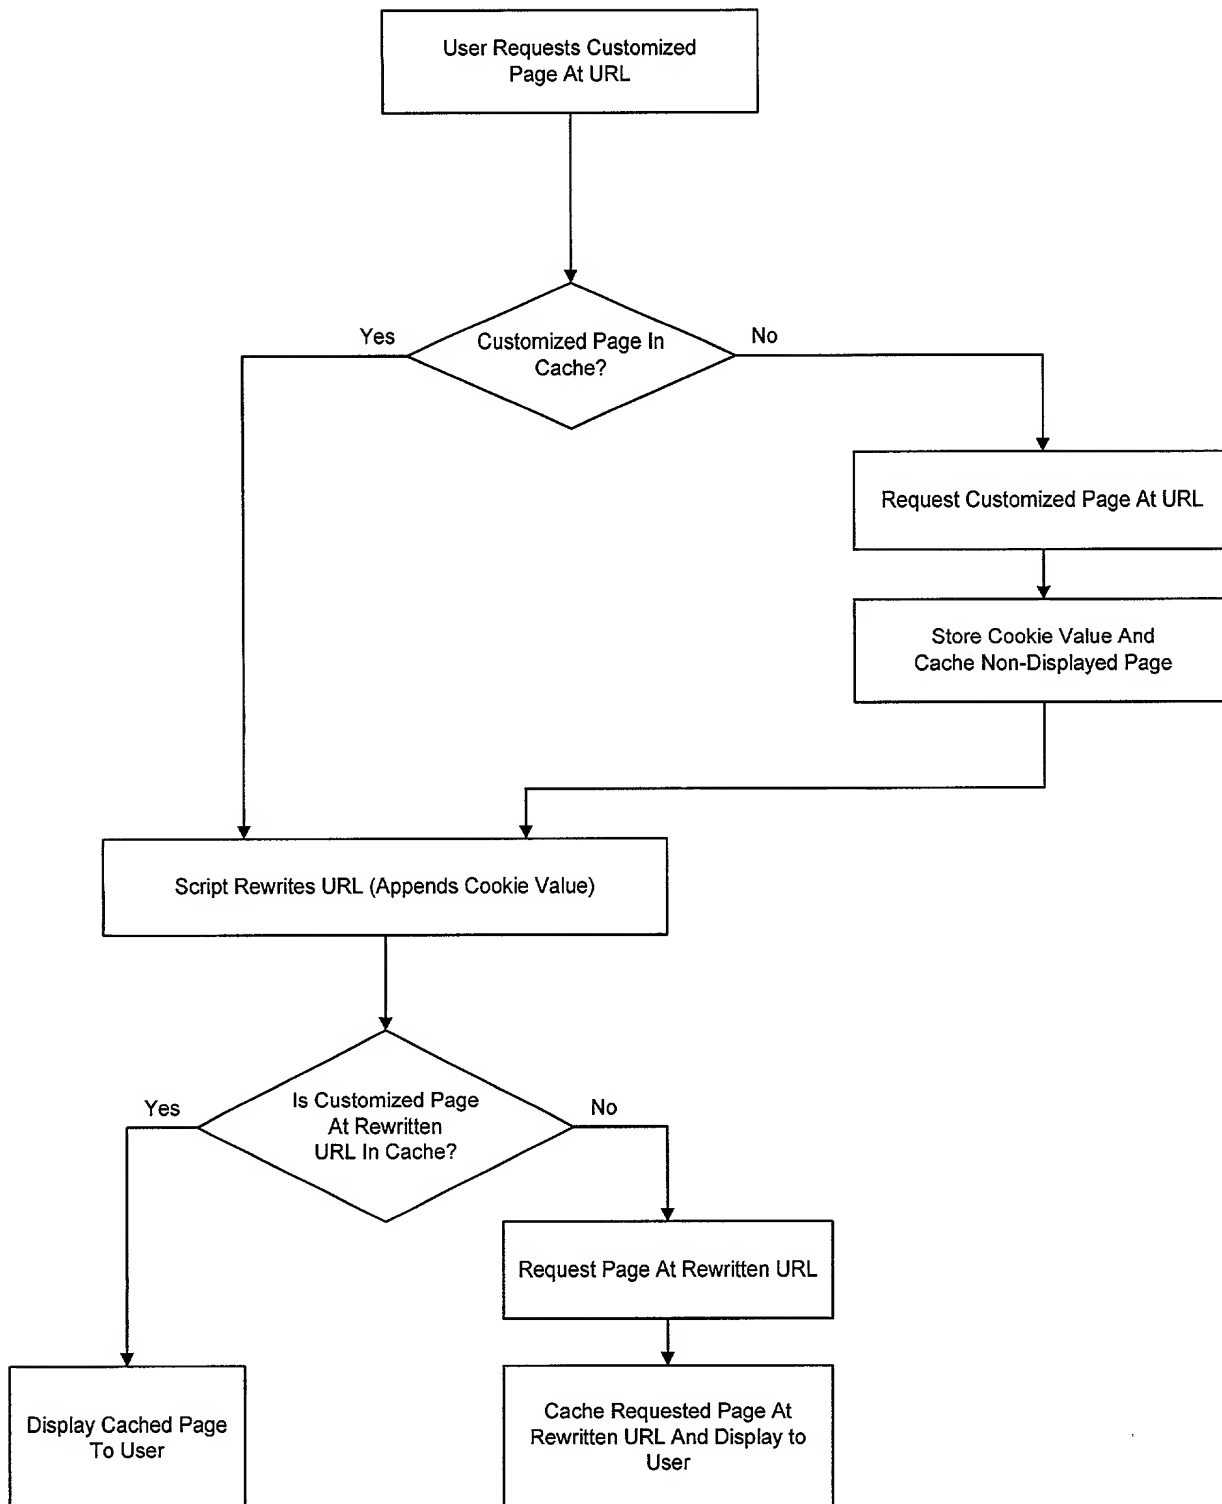 User Requests Customized
Page At URL
Yes
Customized Page In
Cache?
No
Request Customized Page At URL
Store Cookie Value And
Cache Non-Displayed Page
Script Rewrites URL (Appends Cookie Value)
Yes
Is Customized Page
At Rewritten
URL In Cache?
No
Request Page At Rewritten URL
Display Cached Page
To User
Cache Requested Page At
Rewritten URL And Display to
User